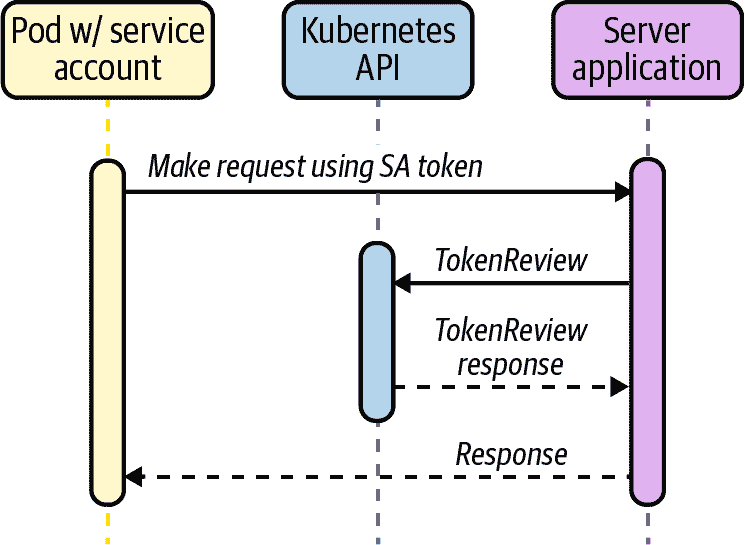 Pod w/ service
account
Kubernetes
API
Server
application
Make request using SA token
TokenReview
TokenReview
response
Response